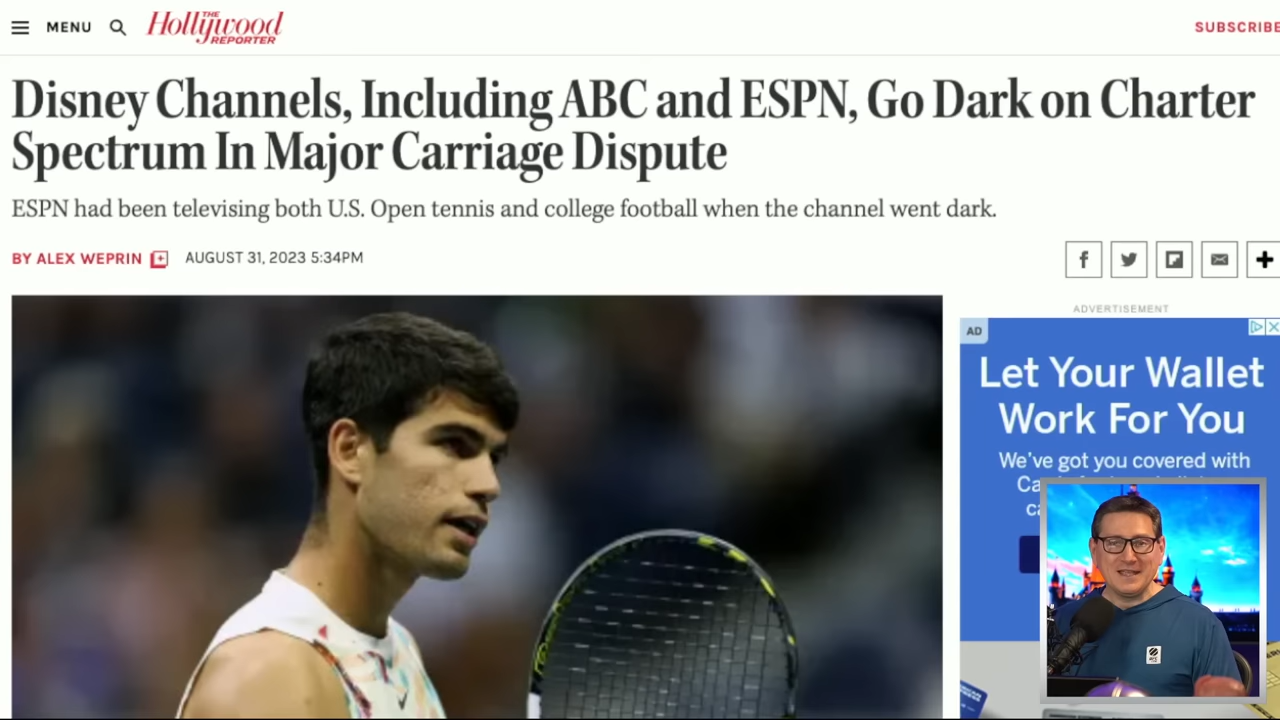 MENU
THE
Hollywood
REPORTER
SUBSCRIBE
Disney Channels, Including ABC and ESPN, Go Dark on Charter
Spectrum In Major Carriage Dispute
ESPN had been televising both U.S. Open tennis and college football when the channel went dark.
BY ALEX WEPRIN
AUGUST 31, 2023 5:34PM
ADVERTISEMENT
AD
Let Your Wallet
Work For You
We've got you covered with